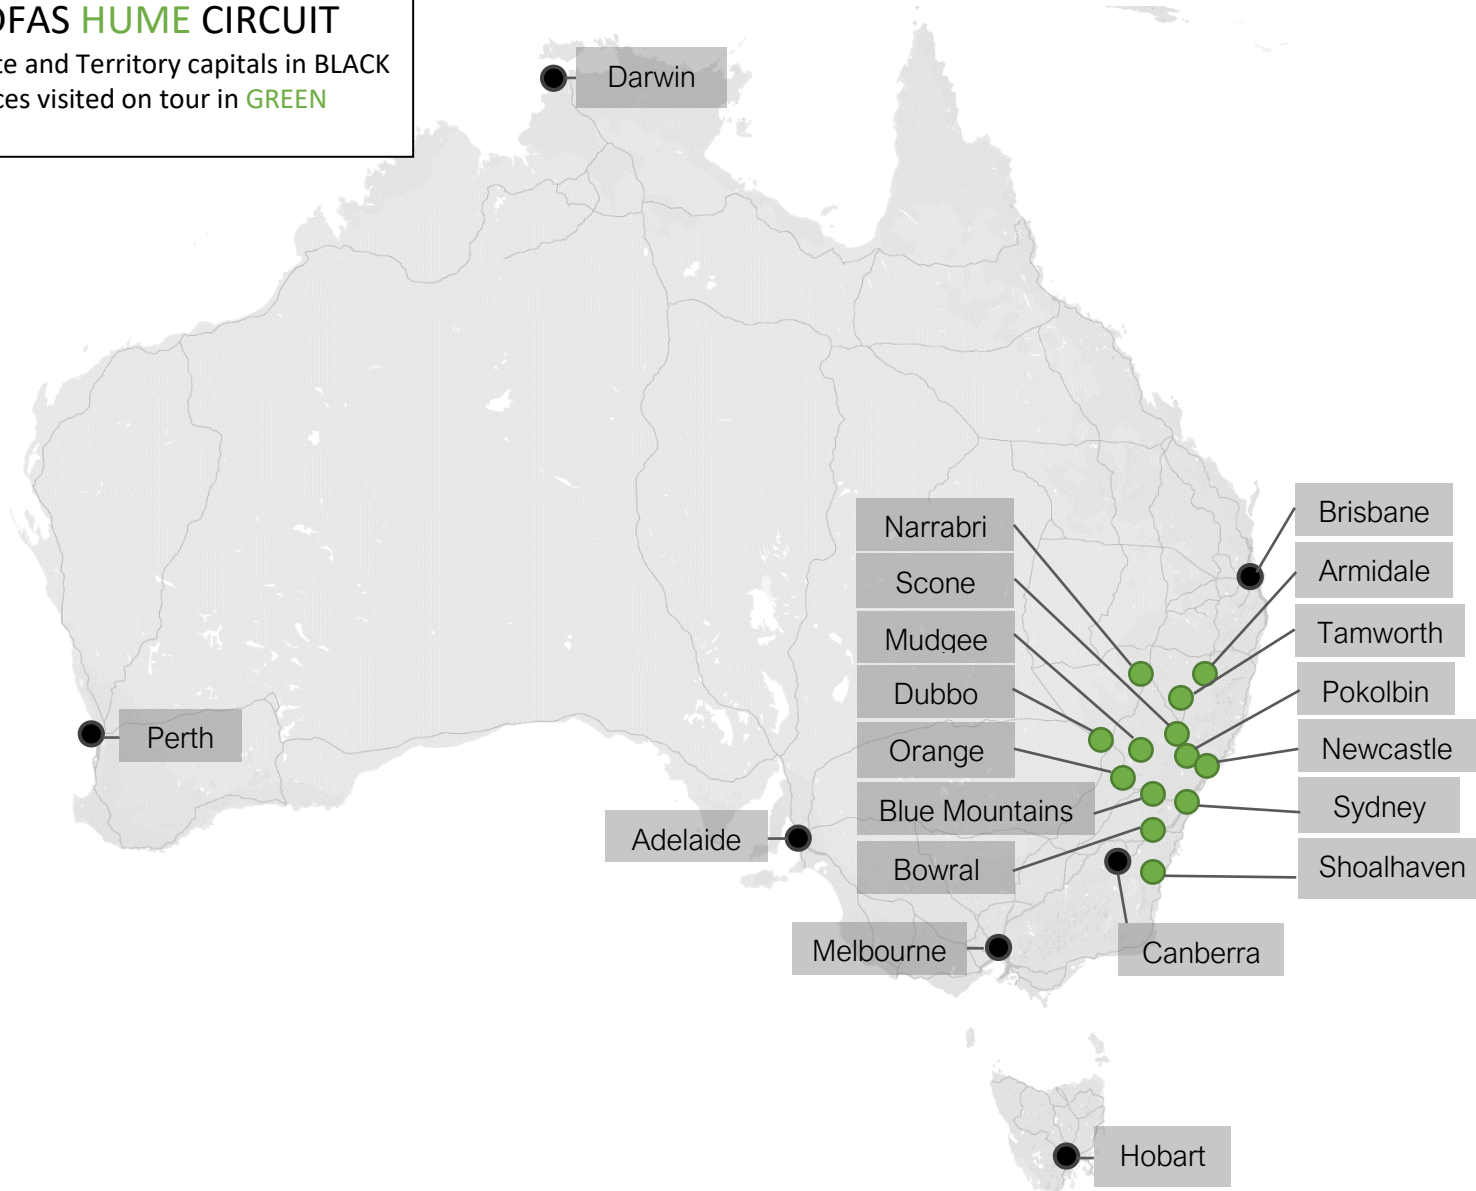 OFAS HUME CIRCUIT
te and Territory capitals in BLACK
ces visited on tour in GREEN
Darwin
Narrabri
Brisbane
Scone
Armidale
Mudgee
Tamworth
Dubbo
Pokolbin
Perth
Orange
Newcastle
Blue Mountains
Sydney
Adelaide
Bowral
Shoalhaven
Melbourne
Canberra
Hobart